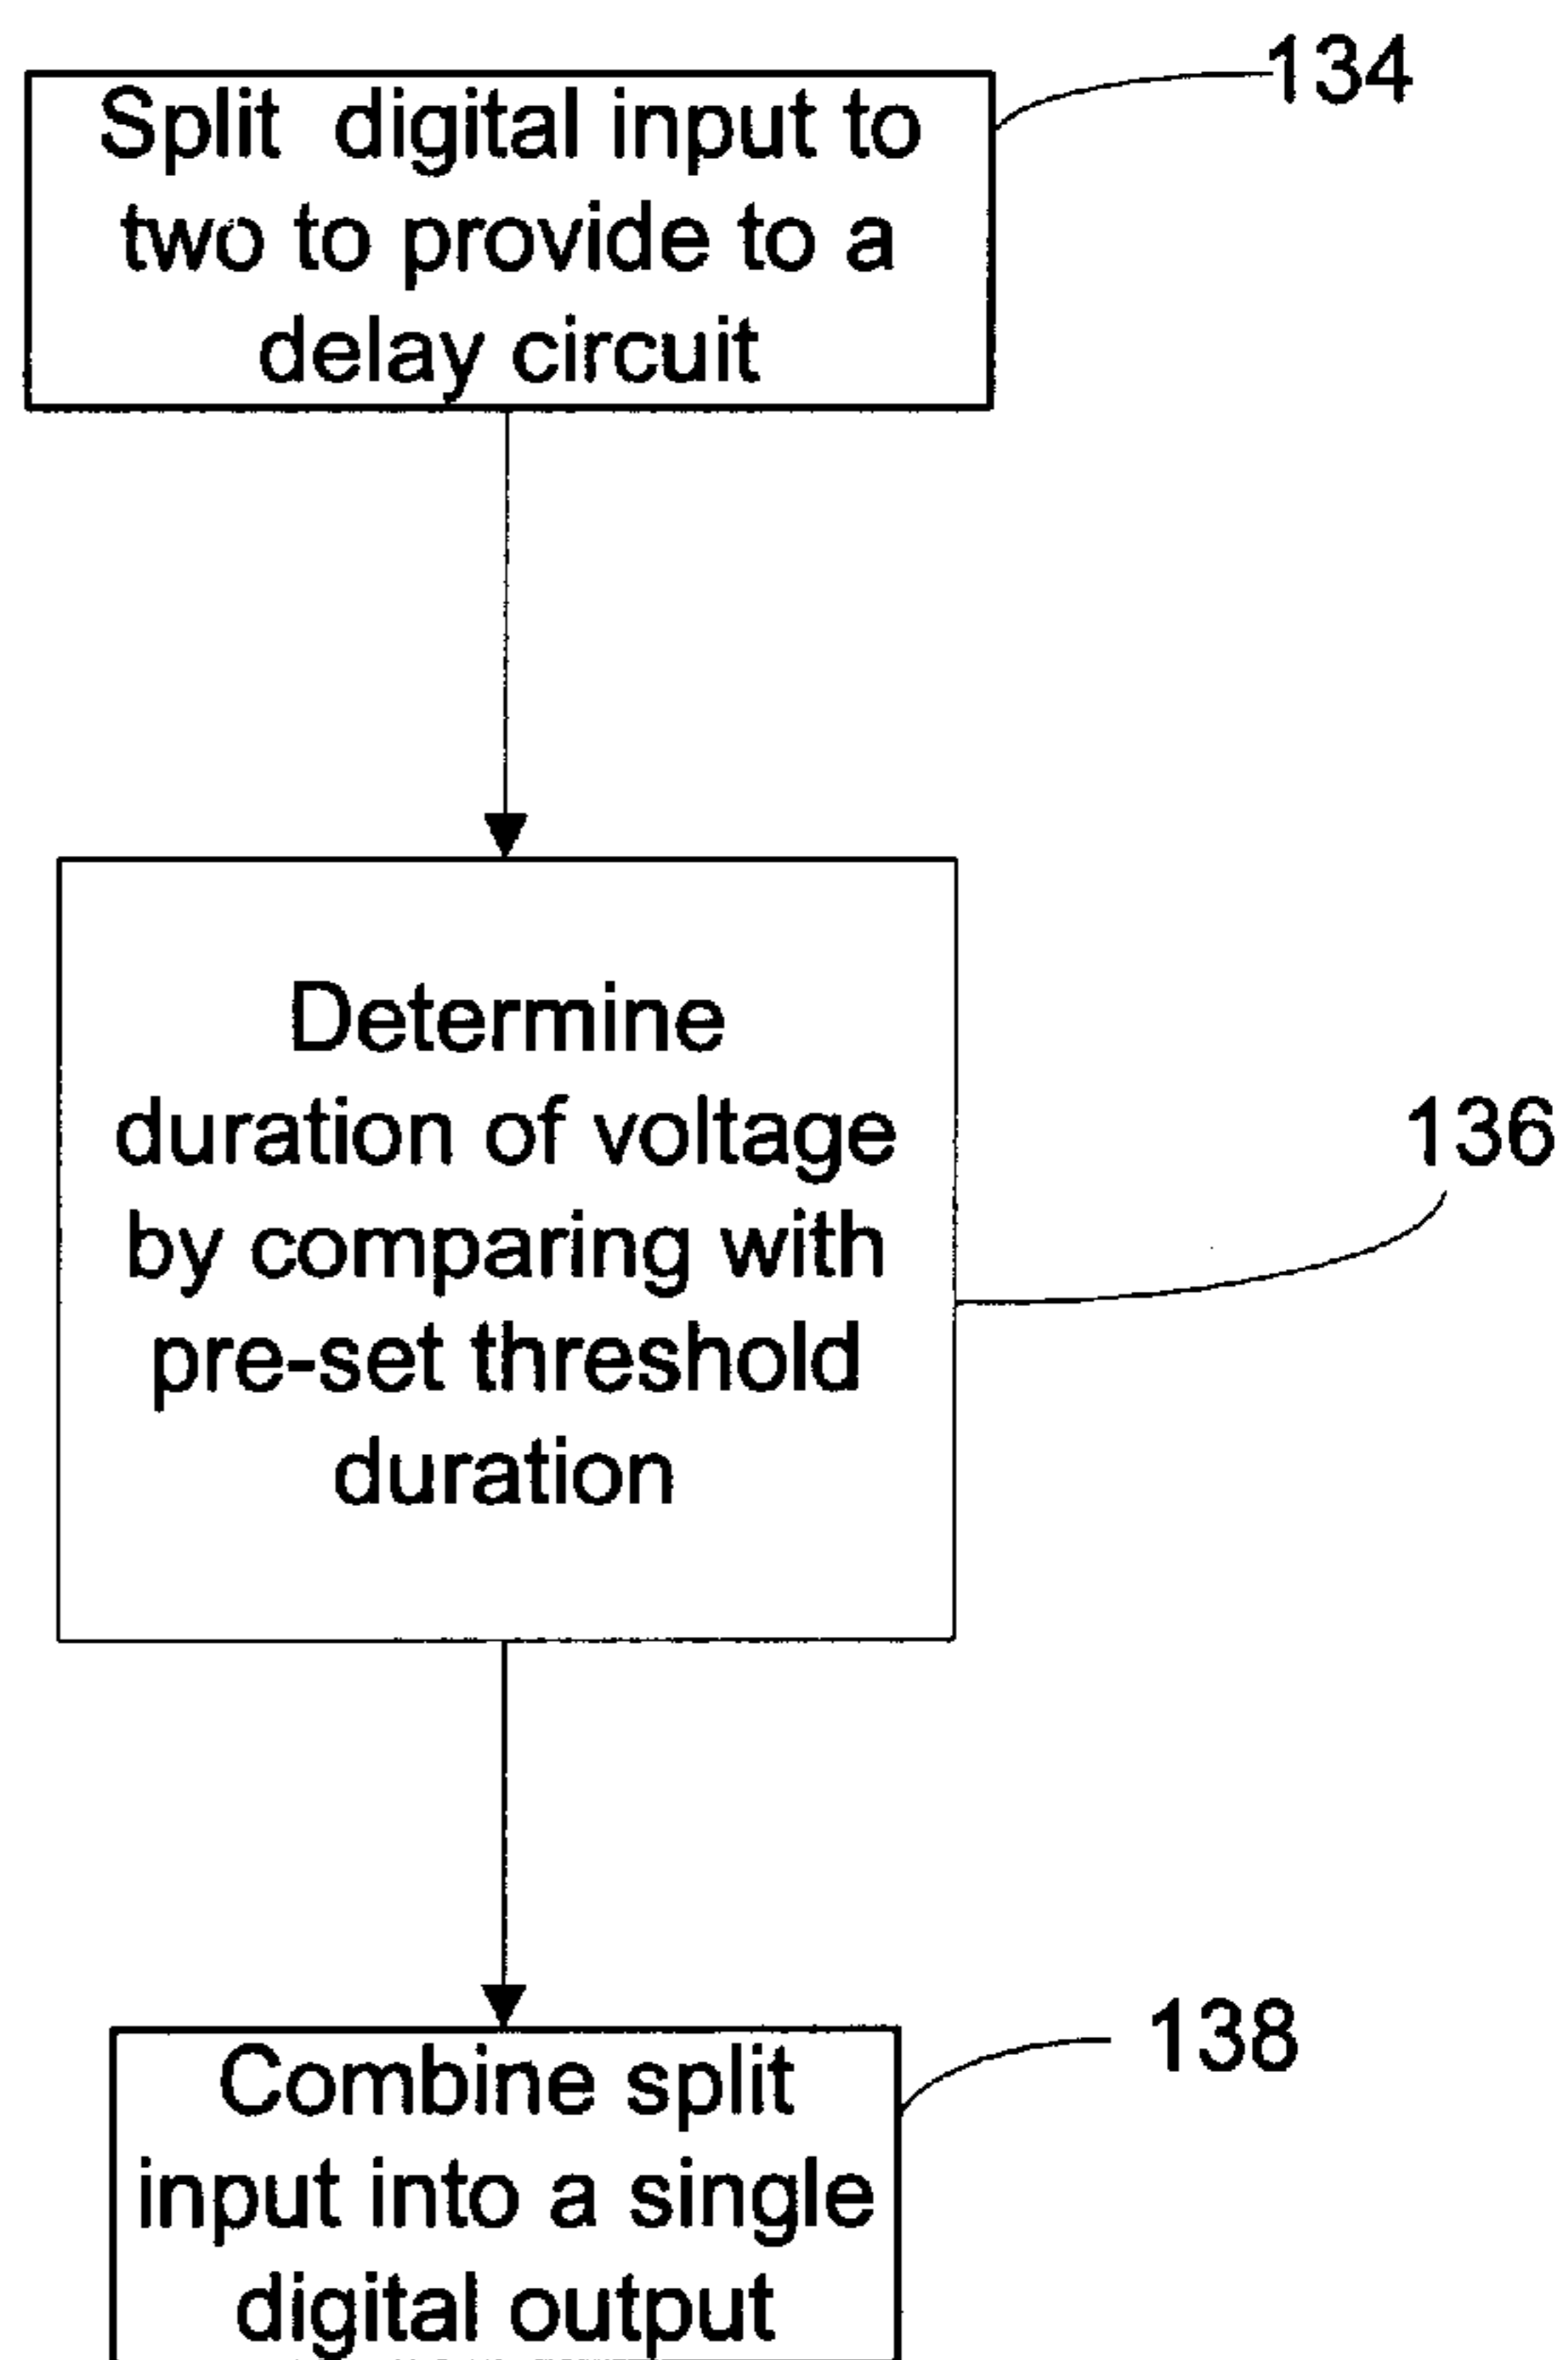 134
Split digital input to
two to provide to a
delay circuit
Determine
duration of voltage
by comparing with
pre-set threshold
duration
136
138
Combine split
input into a single
digital output